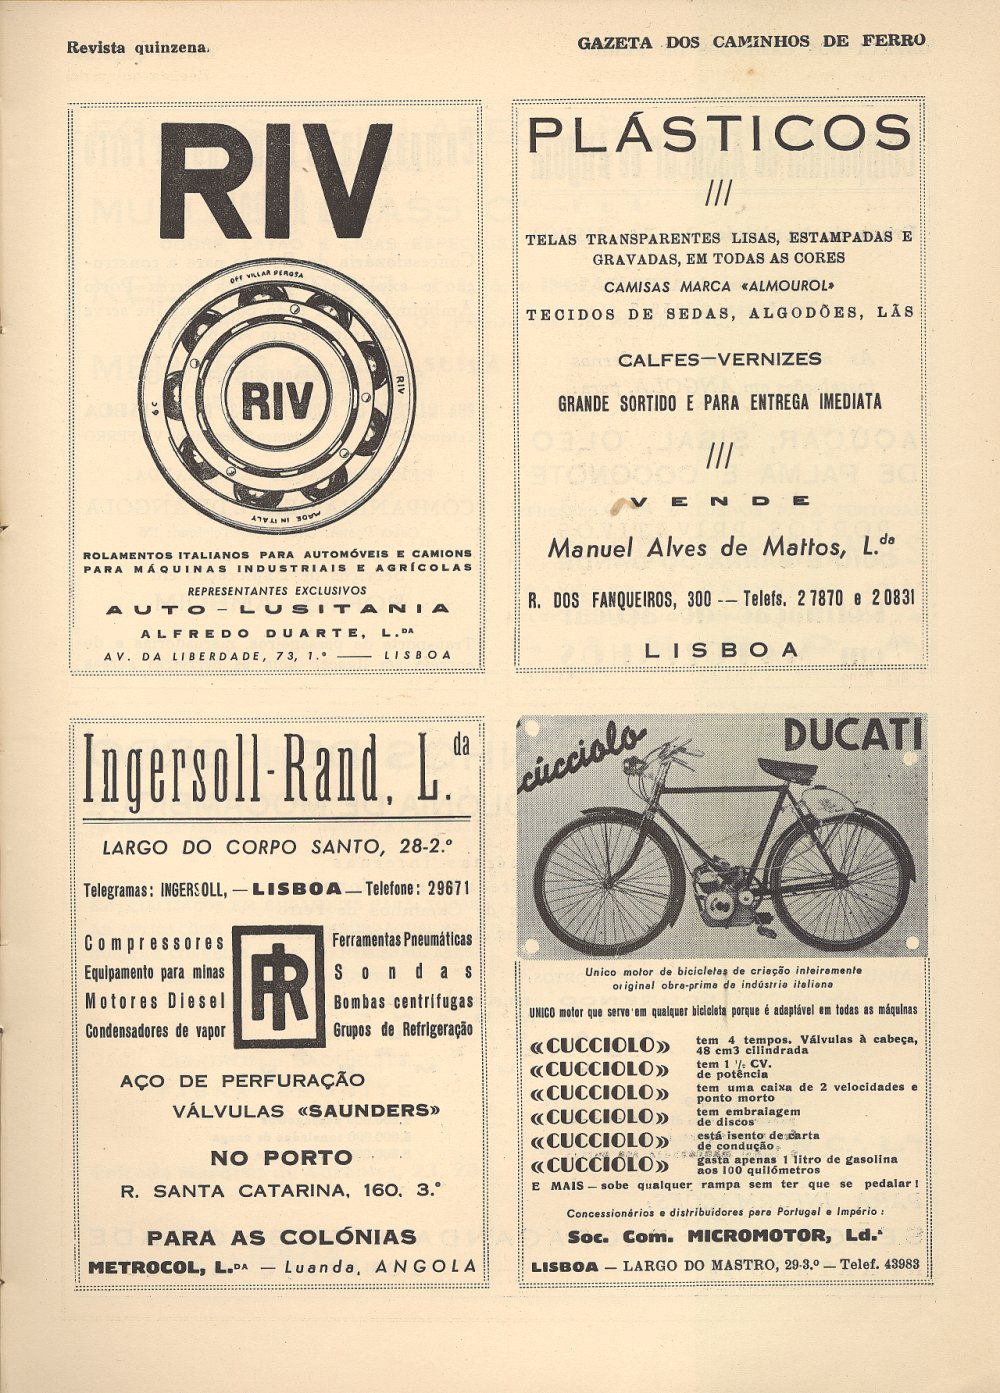 Revista quinzenal
GAZETA DOS CAMINHOS DE FERRO
RIV
OFF VILLAR PEROSA
RIV
6c
RIV
MADE IN ITALY
ROLAMENTOS ITALIANOS PARA AUTOMÓVEIS E CAMIONS
PARA MÁQUINAS INDUSTRIAIS E AGRÍCOLAS
REPRESENTANTES EXCLUSIVOS
AUTO-LUSITANIA
ALFREDO DUARTE, L.DA
AV. DA LIBERDADE, 73, 1.º — LISBOA
PLÁSTICOS
///
TELAS TRANSPARENTES LISAS, ESTAMPADAS E
GRAVADAS, EM TODAS AS CORES
CAMISAS MARCA «ALMOUROL»
TECIDOS DE SEDAS, ALGODÕES, LÃS
CALFES—VERNIZES
GRANDE SORTIDO E PARA ENTREGA IMEDIATA
///
VENDE
Manuel Alves de Mattos, L.da
R. DOS FANQUEIROS, 300 -- Telefs. 27870 e 20831
LISBOA
Ingersoll-Rand, L.da
LARGO DO CORPO SANTO, 28-2.º
Telegramas: INGERSOLL, — LISBOA — Telefone: 29671
Compressores
Equipamento para minas
Motores Diesel
Condensadores de vapor
IR
Ferramentas Pneumáticas
Sondas
Bombas centrífugas
Grupos de Refrigeração
AÇO DE PERFURAÇÃO
VÁLVULAS «SAUNDERS»
NO PORTO
R. SANTA CATARINA, 160, 3.º
PARA AS COLÓNIAS
METROCOL, L.DA — Luanda, ANGOLA
cucciolo
DUCATI
Unico motor de bicicletas de criação inteiramente
original obra-prima da indústria italiana
UNICO motor que serve em qualquer bicicleta porque é adaptável em todas as máquinas
«CUCCIOLO» tem 4 tempos. Válvulas à cabeça,
48 cm3 cilindrada
«CUCCIOLO» tem 1 1/2 CV.
de potência
«CUCCIOLO» tem uma caixa de 2 velocidades e
ponto morto
«CUCCIOLO» tem embraiagem
de discos
«CUCCIOLO» está isento de carta
de condução
«CUCCIOLO» gasta apenas 1 litro de gasolina
aos 100 quilómetros
E MAIS — sobe qualquer rampa sem ter que se pedalar!
Concessionários e distribuidores para Portugal e Império:
Soc. Com. MICROMOTOR, Ld.ª
LISBOA — LARGO DO MASTRO, 29-3.º — Telef. 43983